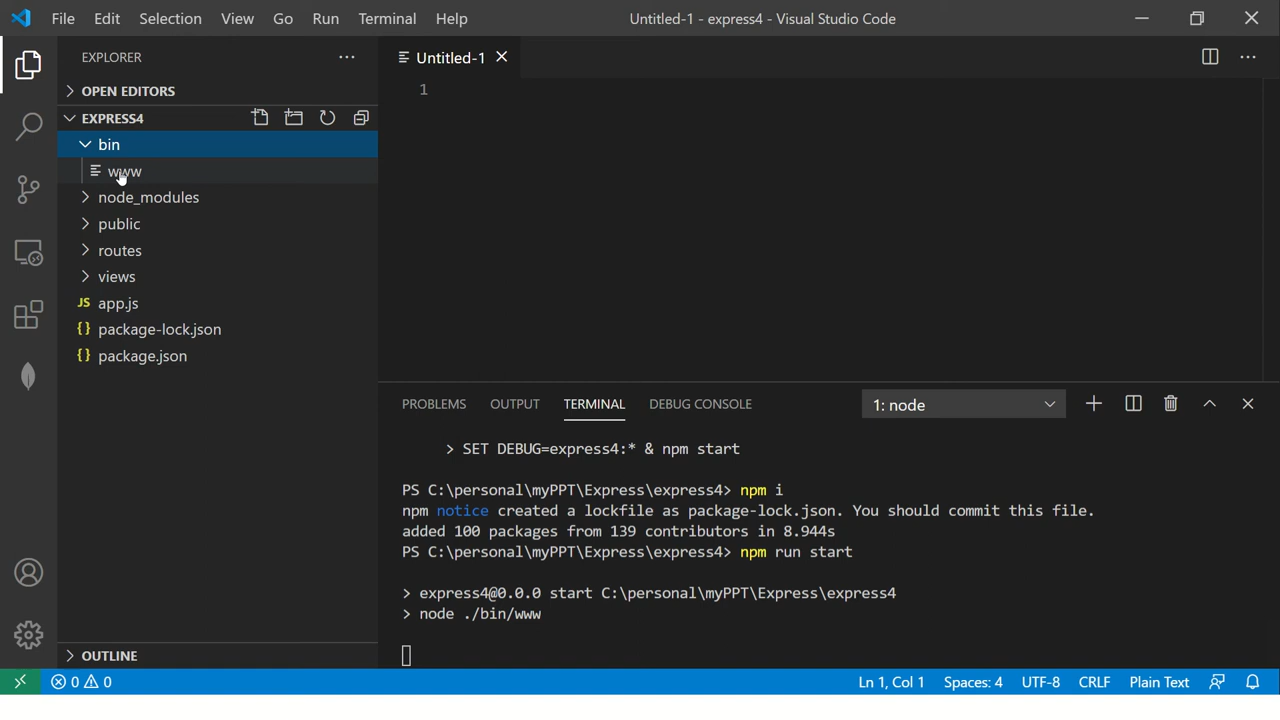 File Edit Selection View Go Run Terminal Help
Untitled-1 - express4 - Visual Studio Code
EXPLORER
OPEN EDITORS
EXPRESS4
bin
www
node_modules
public
routes
views
JS app.js
{} package-lock.json
{} package.json
OUTLINE
Untitled-1
1
PROBLEMS OUTPUT TERMINAL DEBUG CONSOLE
1: node
> SET DEBUG=express4:* & npm start
PS C:\personal\myPPT\Express\express4> npm i
npm notice created a lockfile as package-lock.json. You should commit this file.
added 100 packages from 139 contributors in 8.944s
PS C:\personal\myPPT\Express\express4> npm run start
> express4@0.0.0 start C:\personal\myPPT\Express\express4
> node ./bin/www
0 0
Ln 1, Col 1 Spaces: 4 UTF-8 CRLF Plain Text